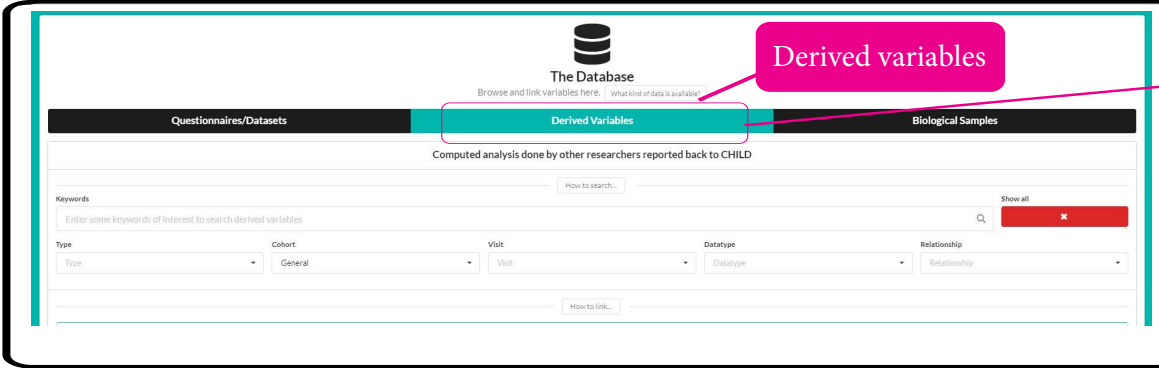 Derived variables
The Database
Browse and link variables here. What kind of data is available?
Questionnaires/Datasets Derived Variables Biological Samples
Computed analysis done by other researchers reported back to CHILD
How to search...
Keywords Show all
Enter some keywords of interest to search derived variables
Type Cohort Visit Datatype Relationship
Type General Visit Datatype Relationship
How to link...